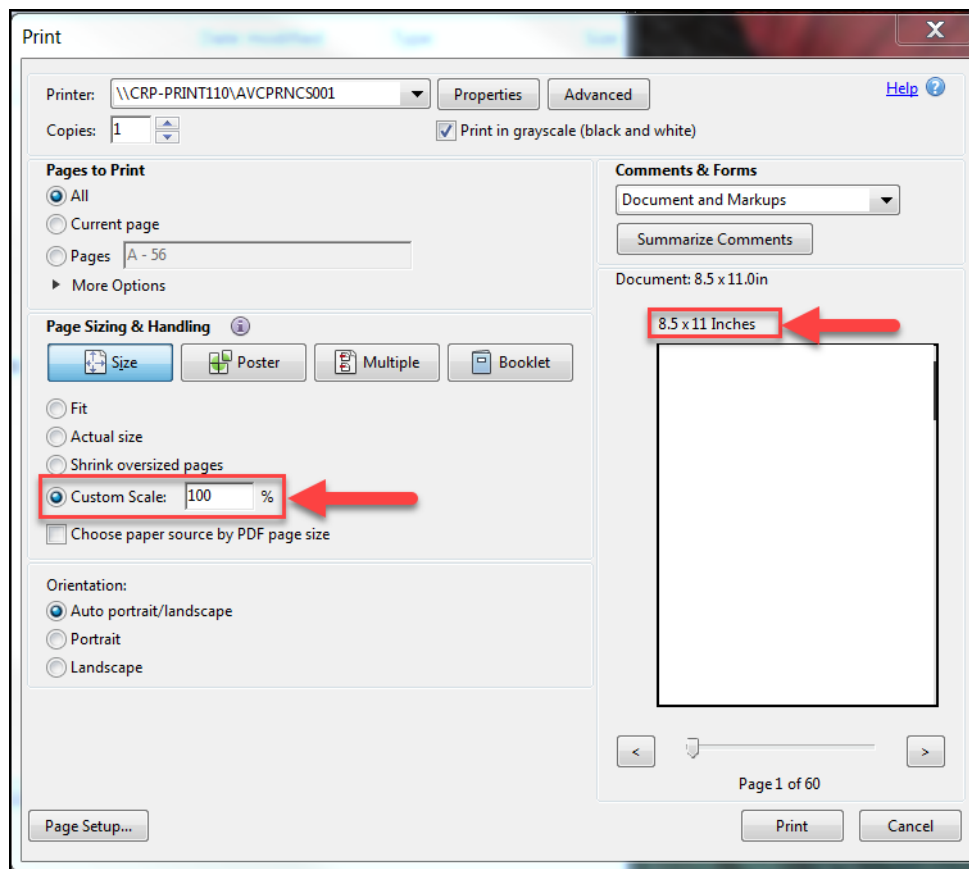 Print
Date modified Type Size
Printer: \\CRP-PRINT110\AVCPRNCS001 Properties Advanced Help ?
Copies: 1 Print in grayscale (black and white)
Pages to Print
All
Current page
Pages A - 56
More Options
Comments & Forms
Document and Markups
Summarize Comments
Page Sizing & Handling i
Size Poster Multiple Booklet
Fit
Actual size
Shrink oversized pages
Custom Scale: 100 %
Choose paper source by PDF page size
Orientation:
Auto portrait/landscape
Portrait
Landscape
Document: 8.5 x 11.0in
8.5 x 11 Inches
< >
Page 1 of 60
Page Setup... Print Cancel